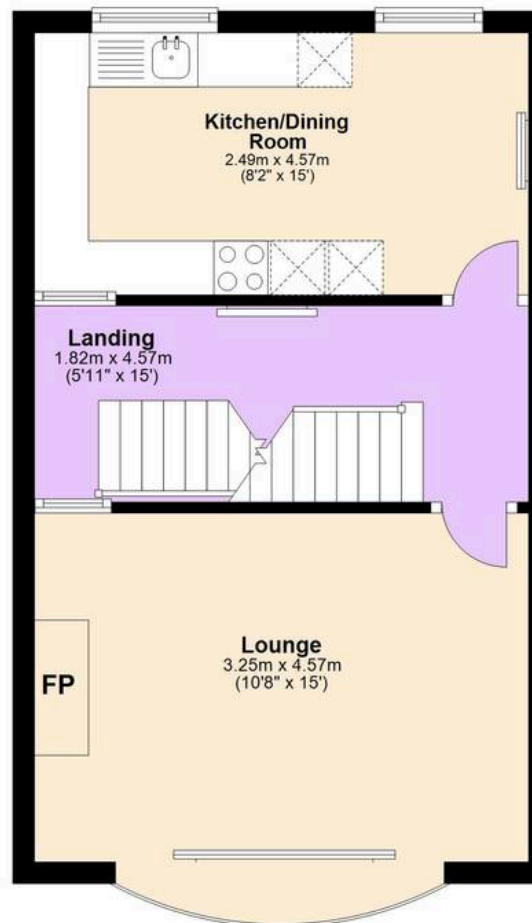 Kitchen/Dining
Room
2.49m x 4.57m
(8'2" x 15')
Landing
1.82m x 4.57m
(5'11" x 15')
Lounge
3.25m x 4.57m
(10'8" x 15')
FP